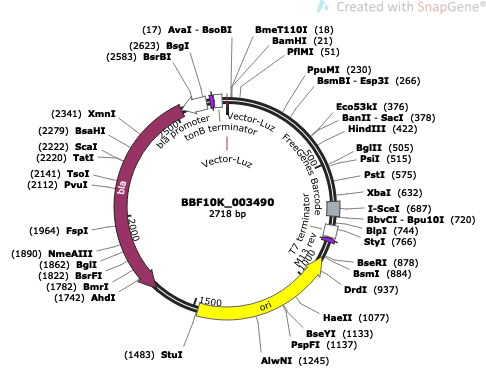 Created with SnapGene®
(17) AvaI - BsoBI
BmeT110I (18)
(2623) BsgI
BamHI (21)
(2583) BsrBI
PflMI (51)
PpuMI (230)
BsmBI - Esp3I (266)
Eco53kI (376)
BanII - SacI (378)
HindIII (422)
BglII (505)
PsiI (515)
PstI (575)
XbaI (632)
I-SceI (687)
BbvCI - Bpu10I (720)
BlpI (744)
StyI (766)
BseRI (878)
BsmI (884)
DrdI (937)
HaeII (1077)
BseYI (1133)
PspFI (1137)
AlwNI (1245)
(1483) StuI
(1742) AhdI
(1782) BmrI
(1822) BsrFI
(1862) BglI
(1890) NmeAIII
(1964) FspI
(2112) PvuI
(2141) TsoI
(2220) TatI
(2222) ScaI
(2279) BsaHI
(2341) XmnI
Vector-Luz
tonB terminator
bla promoter
Vector-Luz
FreeGenes Barcode
T7 terminator
M13 rev
ori
bla
500
1000
1500
2000
2500
BBF10K_003490
2718 bp